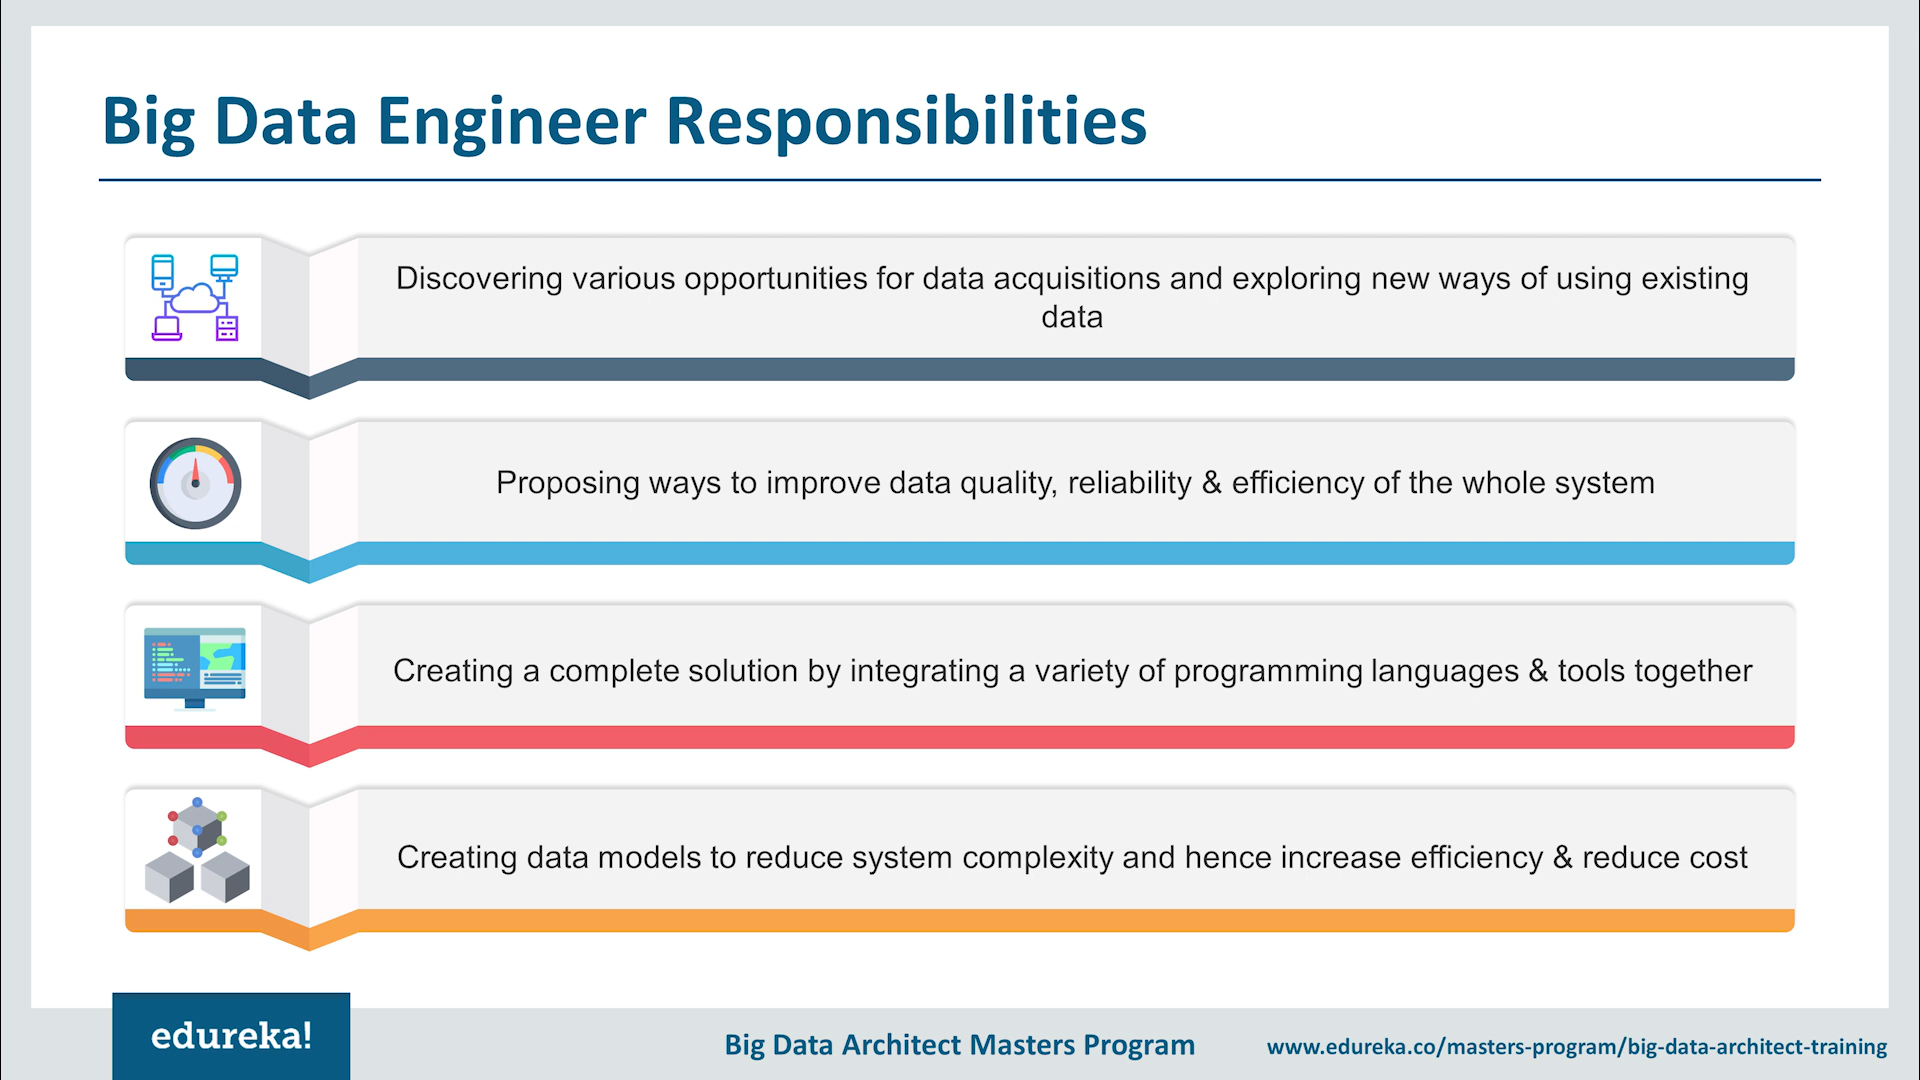 Big Data Engineer Responsibilities
Discovering various opportunities for data acquisitions and exploring new ways of using existing
data
Proposing ways to improve data quality, reliability & efficiency of the whole system
Creating a complete solution by integrating a variety of programming languages & tools together
Creating data models to reduce system complexity and hence increase efficiency & reduce cost
edureka!
Big Data Architect Masters Program
www.edureka.co/masters-program/big-data-architect-training